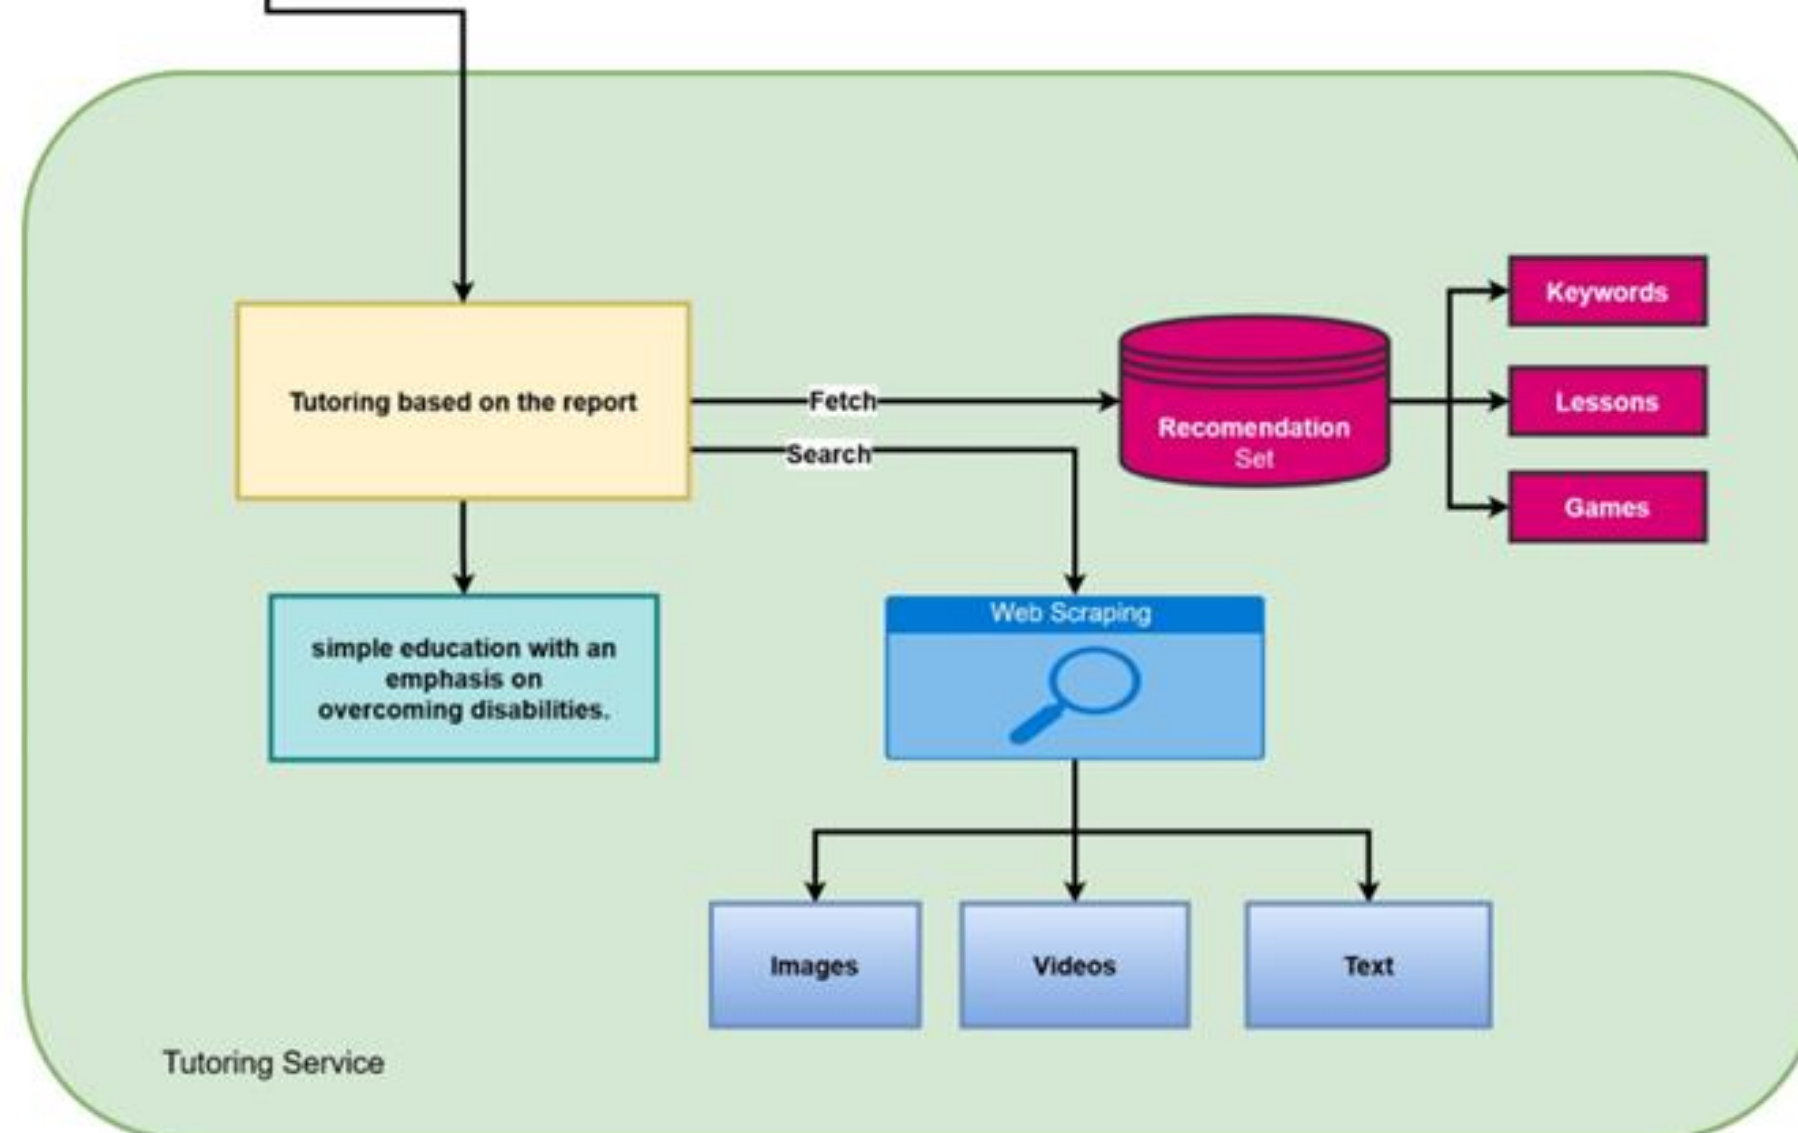 Keywords
Tutoring based on the report
Fetch
Lessons
Recomendation
Set
Search
Games
Web Scraping
simple education with an
emphasis on
overcoming disabilities.
Images
Videos
Text
Tutoring Service